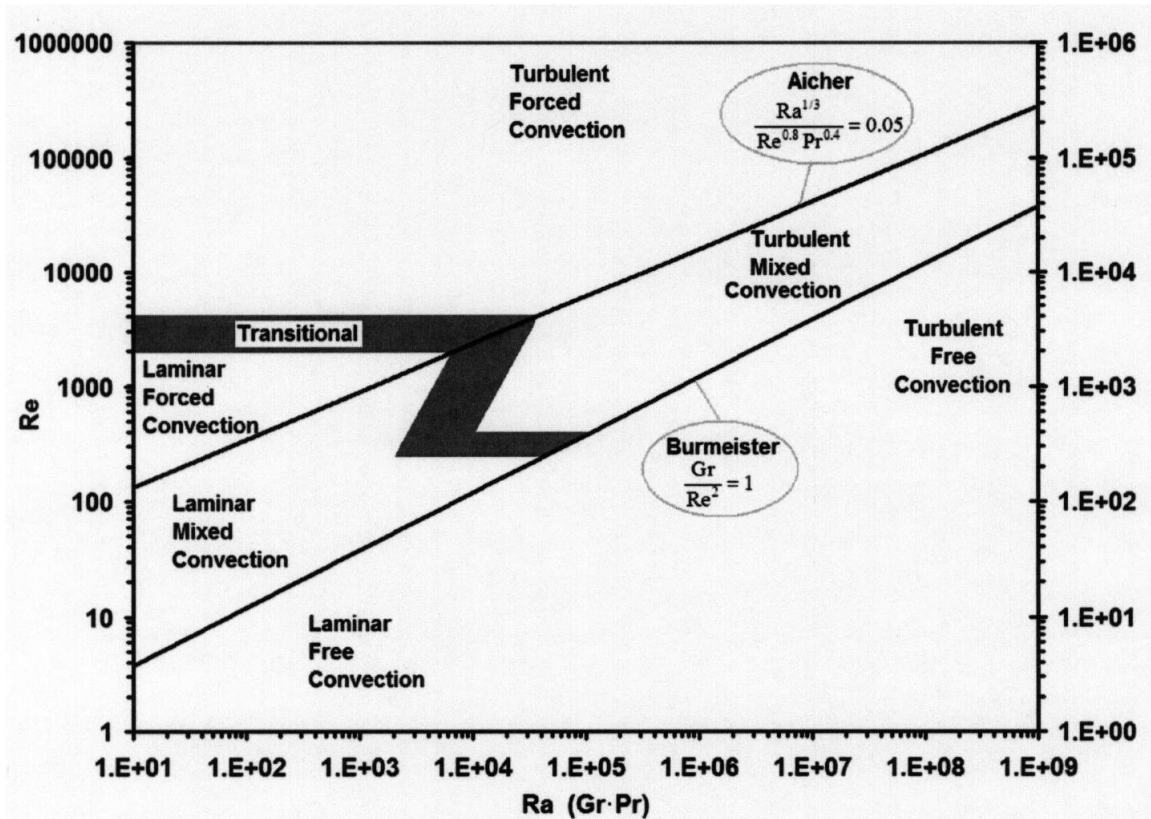 1000000
100000
10000
1000
100
10
1
Re
Turbulent
Forced
Convection
Aicher
Ra^1/3
Re^0.8 Pr^0.4 = 0.05
Turbulent
Mixed
Convection
Transitional
Laminar
Forced
Convection
Turbulent
Free
Convection
Burmeister
Gr
Re^2 = 1
Laminar
Mixed
Convection
Laminar
Free
Convection
1.E+06
1.E+05
1.E+04
1.E+03
1.E+02
1.E+01
1.E+00
1.E+01 1.E+02 1.E+03 1.E+04 1.E+05 1.E+06 1.E+07 1.E+08 1.E+09
Ra (Gr·Pr)